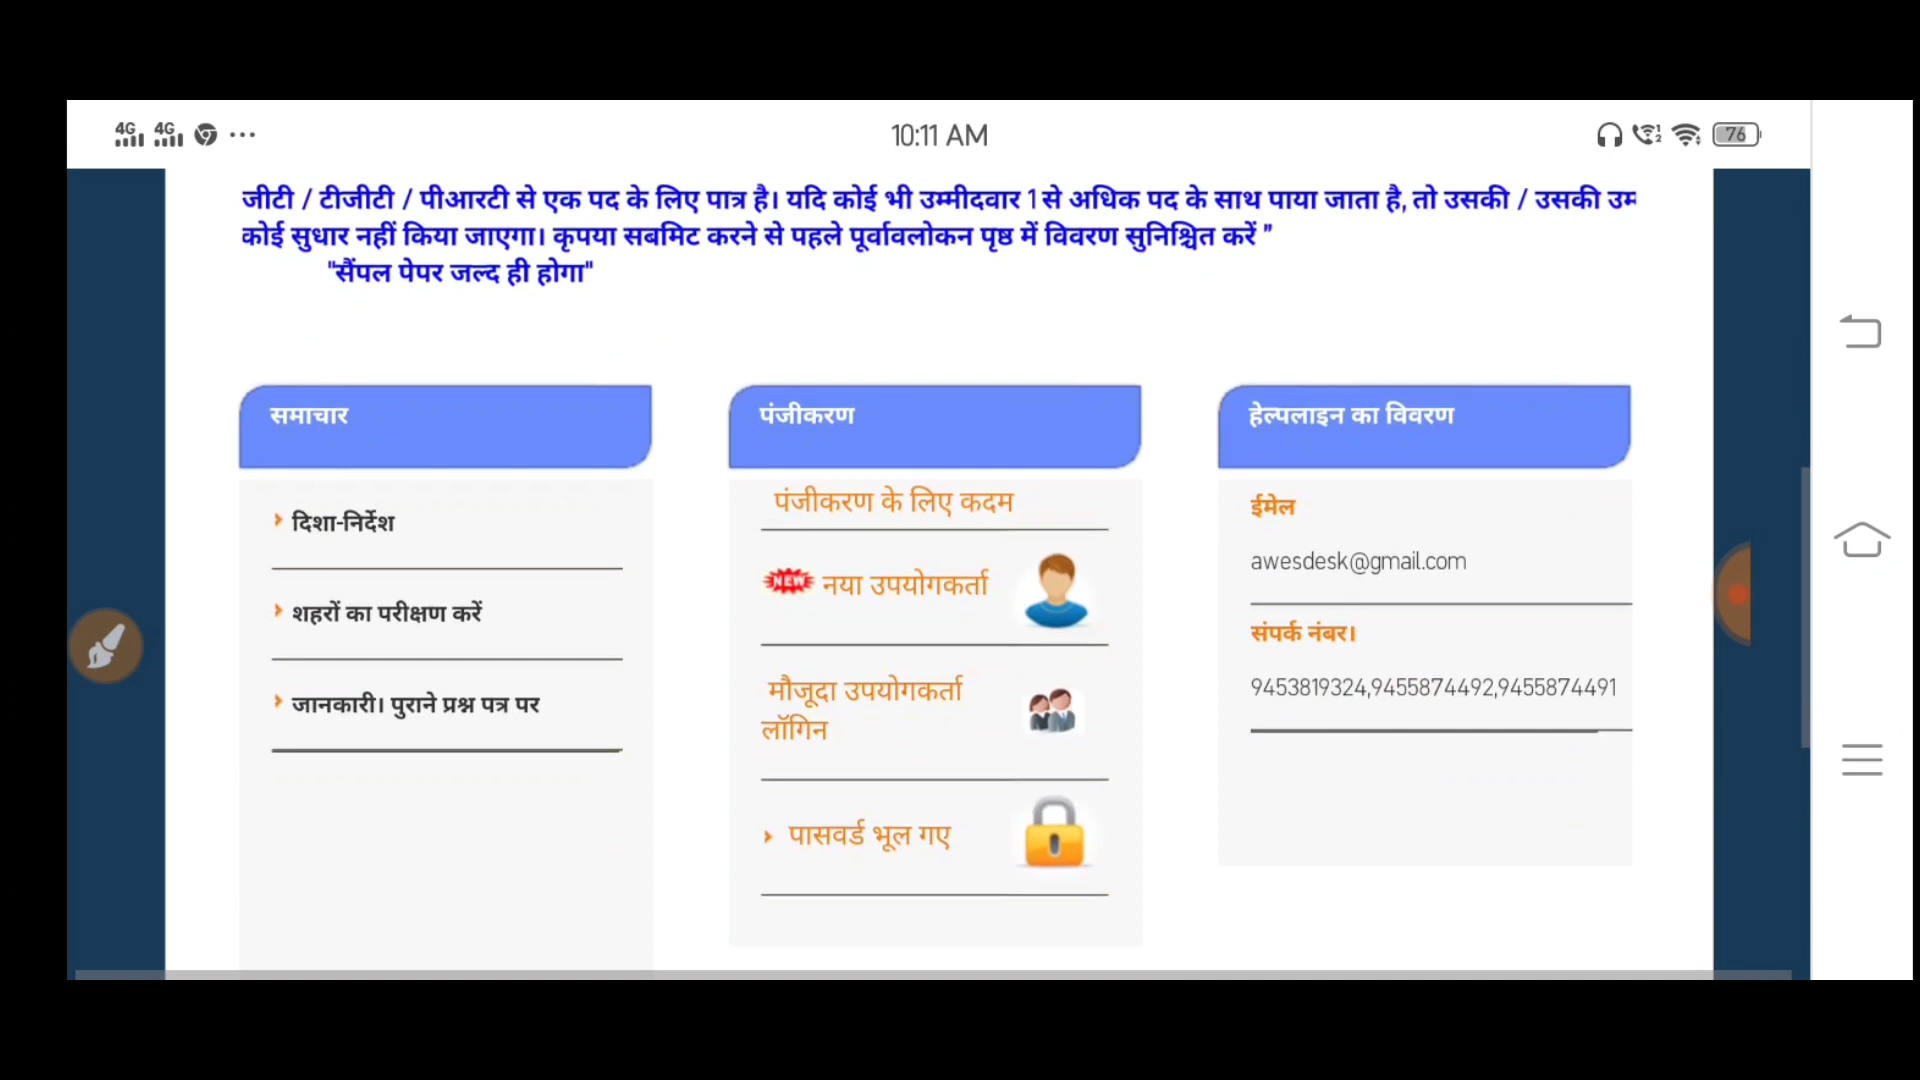 4G 4G 10:11 AM 76
जीटी / टीजीटी / पीआरटी से एक पद के लिए पात्र है। यदि कोई भी उम्मीदवार 1 से अधिक पद के साथ पाया जाता है, तो उसकी / उसकी उम
कोई सुधार नहीं किया जाएगा। कृपया सबमिट करने से पहले पूर्वावलोकन पृष्ठ में विवरण सुनिश्चित करें ”
"सैंपल पेपर जल्द ही होगा"
समाचार
दिशा-निर्देश
शहरों का परीक्षण करें
जानकारी। पुराने प्रश्न पत्र पर
पंजीकरण
पंजीकरण के लिए कदम
NEW नया उपयोगकर्ता
मौजूदा उपयोगकर्ता
लॉगिन
पासवर्ड भूल गए
हेल्पलाइन का विवरण
ईमेल
awesdesk@gmail.com
संपर्क नंबर।
9453819324,9455874492,9455874491